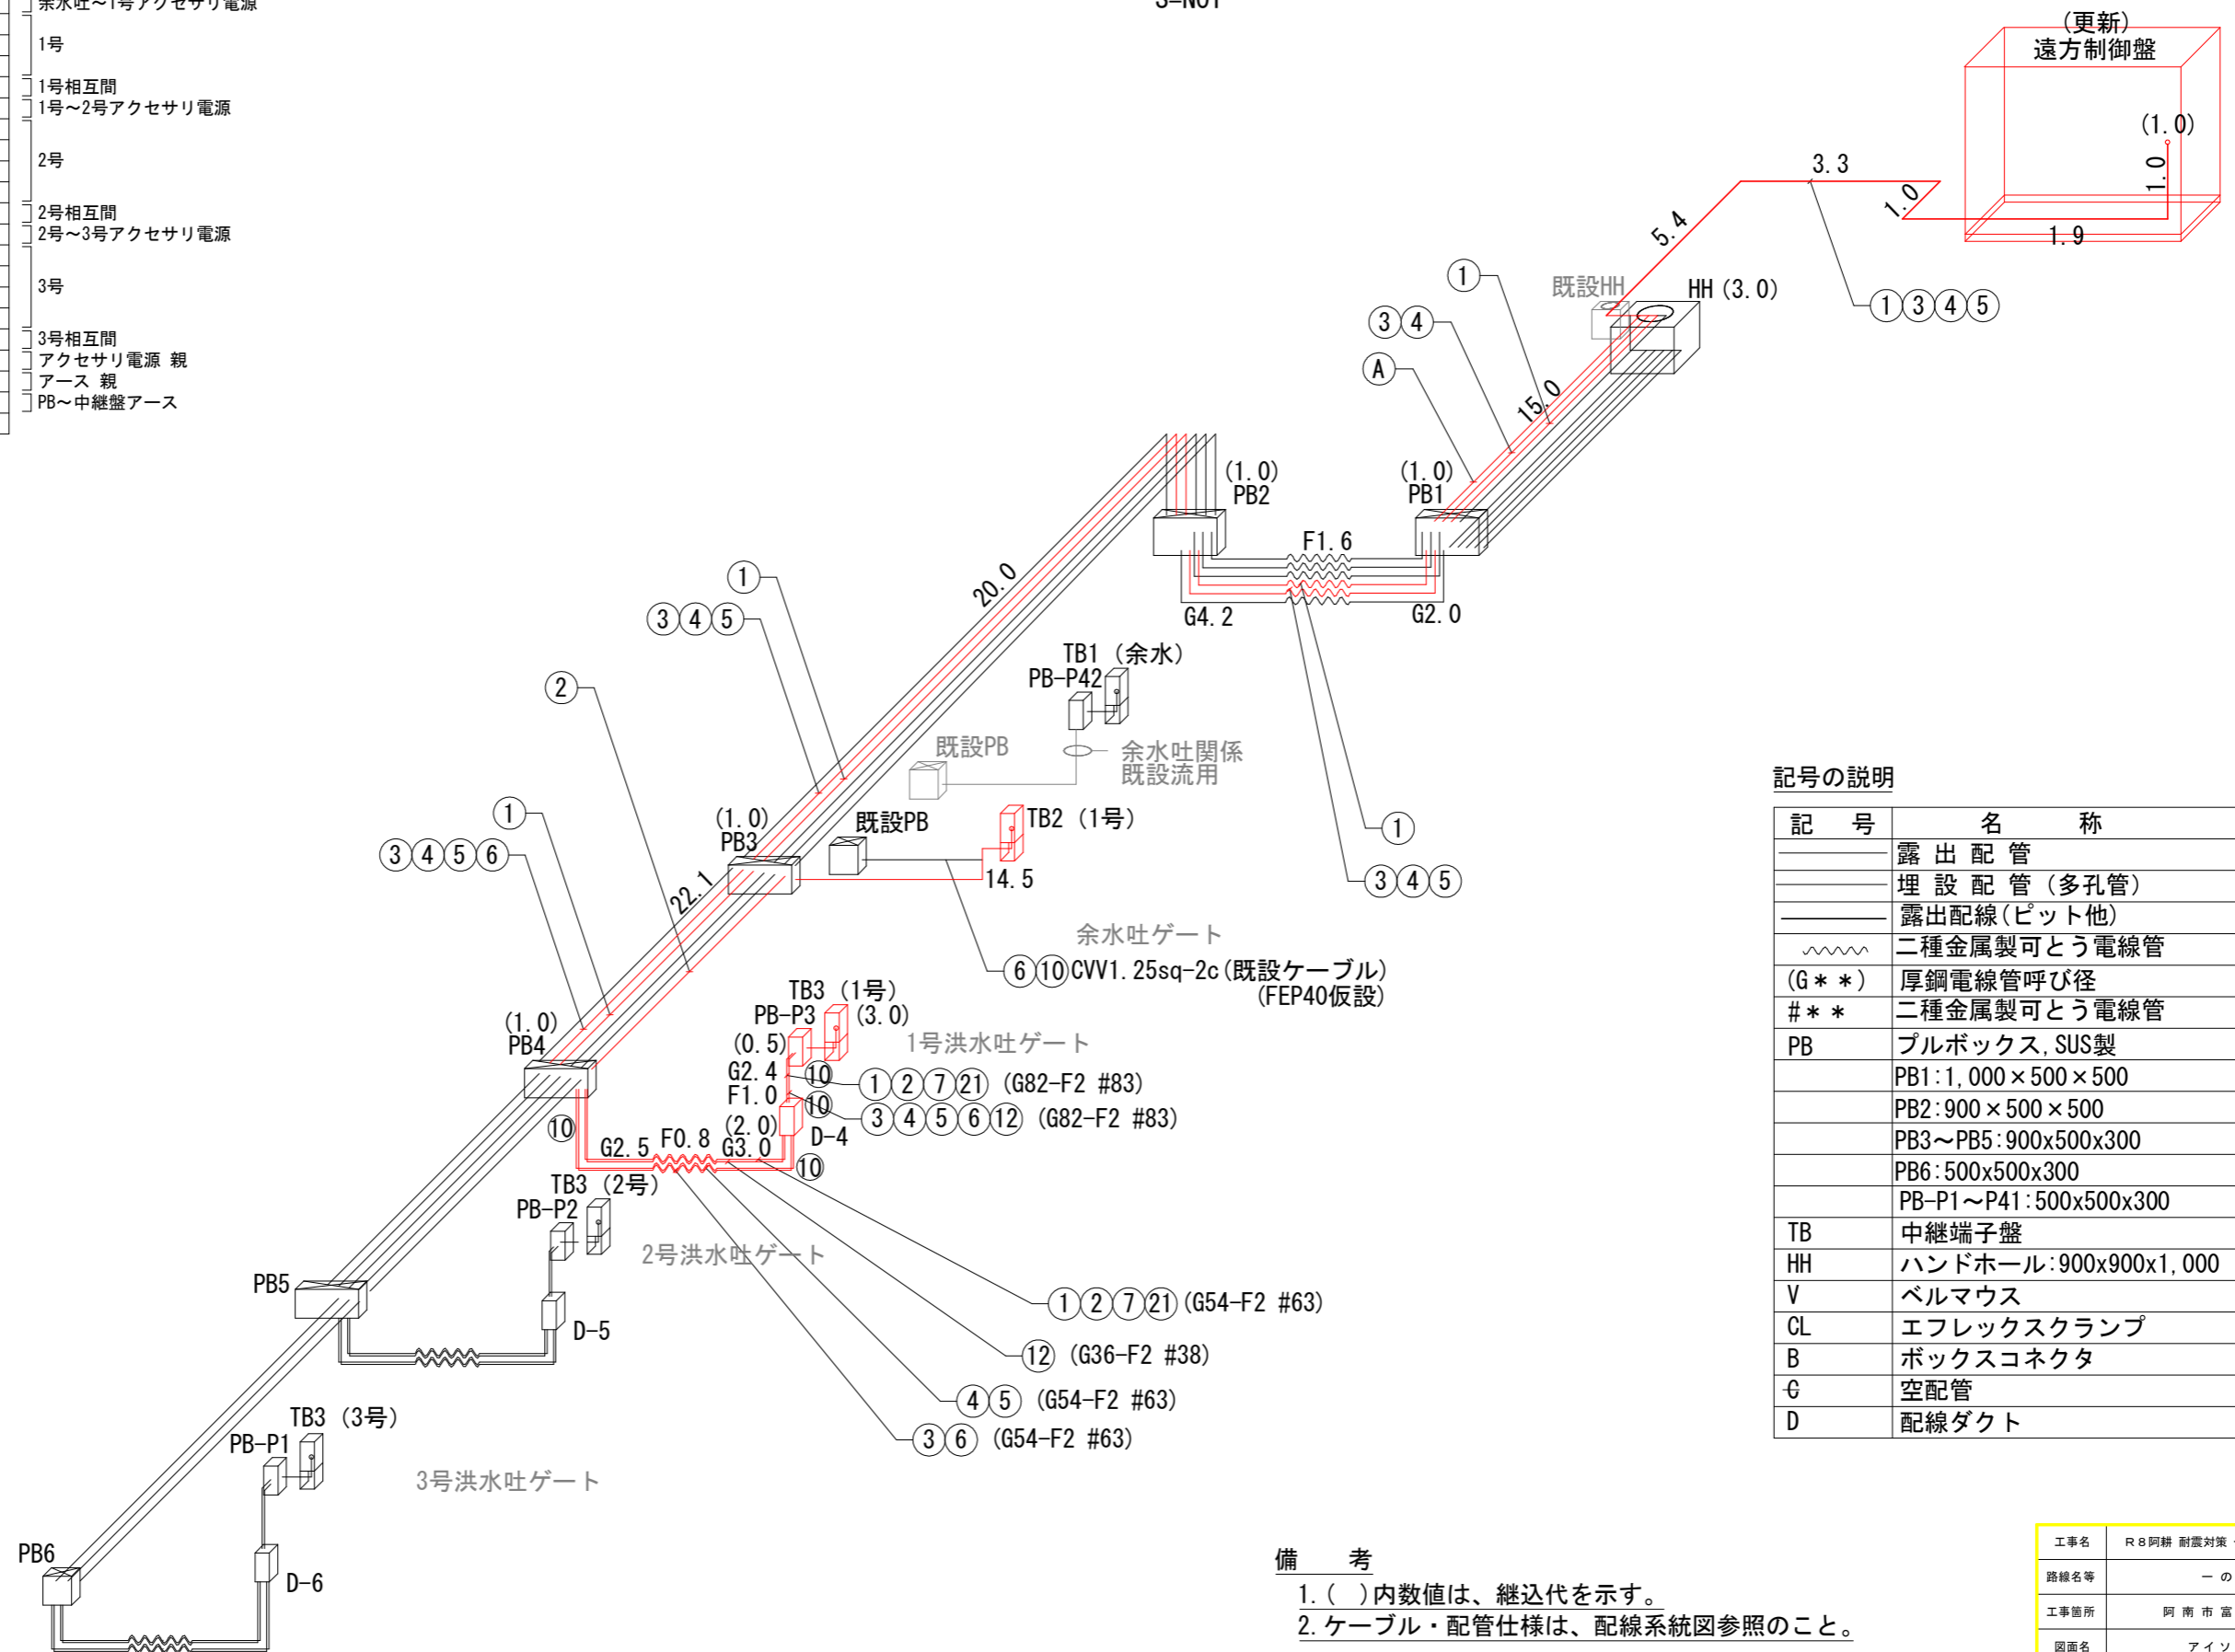 余水吐～1号アクセサリ電源
1号
1号相互間
1号～2号アクセサリ電源
2号
2号相互間
2号～3号アクセサリ電源
3号
3号相互間
アクセサリ電源 親
アース 親
PB～中継盤アース
(更新)
遠方制御盤
(1.0)
1.0
1.9
1.0
3.3
5.4
①③④⑤
既設HH
HH (3.0)
①
③④
Ⓐ
15.0
(1.0)
PB1
(1.0)
PB2
F1.6
G4.2
G2.0
①
③④⑤
20.0
①
③④⑤
②
TB1 (余水)
PB-P42
既設PB
余水吐関係
既設流用
(1.0)
PB3
既設PB
TB2 (1号)
14.5
①
③④⑤⑥
22.1
余水吐ゲート
⑥⑩CVV1.25sq-2c(既設ケーブル)
(FEP40仮設)
(1.0)
PB4
TB3 (1号)
PB-P3
(3.0)
(0.5)
1号洪水吐ゲート
G2.4
⑩
①②⑦㉑ (G82-F2 #83)
F1.0
⑩
③④⑤⑥⑫ (G82-F2 #83)
(2.0)
D-4
⑩
G2.5
F0.8
G3.0
⑩
TB3 (2号)
PB-P2
2号洪水吐ゲート
PB5
D-5
①②⑦㉑(G54-F2 #63)
⑫ (G36-F2 #38)
④⑤ (G54-F2 #63)
③⑥ (G54-F2 #63)
TB3 (3号)
PB-P1
3号洪水吐ゲート
PB6
D-6
記号の説明
記 号 名 称
露出配管
埋設配管(多孔管)
露出配線(ピット他)
二種金属製可とう電線管
(G**) 厚鋼電線管呼び径
#** 二種金属製可とう電線管
PB プルボックス,SUS製
PB1:1,000×500×500
PB2:900×500×500
PB3～PB5:900x500x300
PB6:500x500x300
PB-P1～P41:500x500x300
TB 中継端子盤
HH ハンドホール:900x900x1,000
V ベルマウス
CL エフレックスクランプ
B ボックスコネクタ
C 空配管
D 配線ダクト
備 考
1.( )内数値は、継込代を示す。
2.ケーブル・配管仕様は、配線系統図参照のこと。
工事名 R8阿耕 耐震対策
路線名等 一の
工事箇所 阿南市富
図面名 アイソ